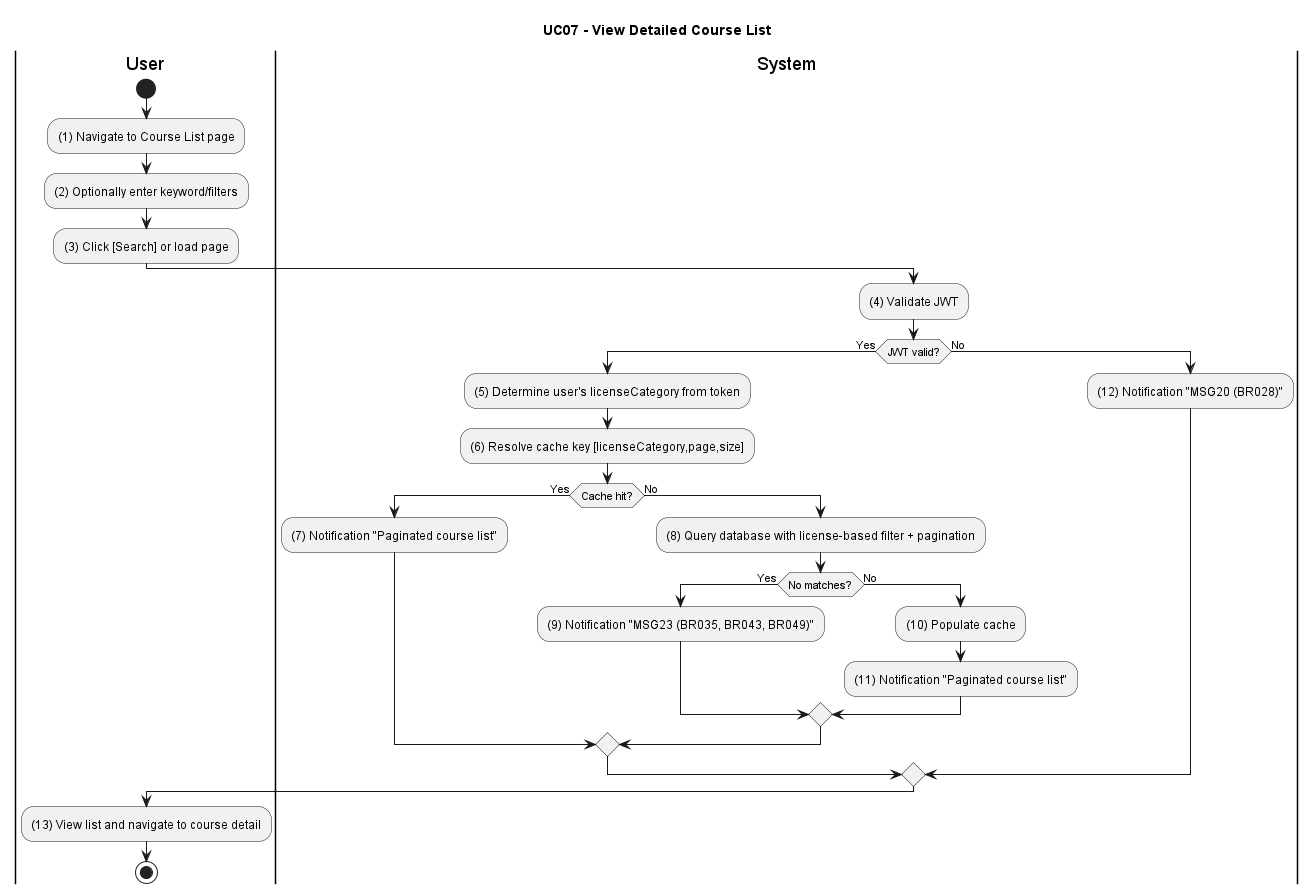 UC07 - View Detailed Course List
User
System
(1) Navigate to Course List page
(2) Optionally enter keyword/filters
(3) Click [Search] or load page
(4) Validate JWT
Yes
JWT valid?
No
(5) Determine user's licenseCategory from token
(12) Notification "MSG20 (BR028)"
(6) Resolve cache key [licenseCategory,page,size]
Yes
Cache hit?
No
(7) Notification "Paginated course list"
(8) Query database with license-based filter + pagination
Yes
No matches?
No
(9) Notification "MSG23 (BR035, BR043, BR049)"
(10) Populate cache
(11) Notification "Paginated course list"
(13) View list and navigate to course detail